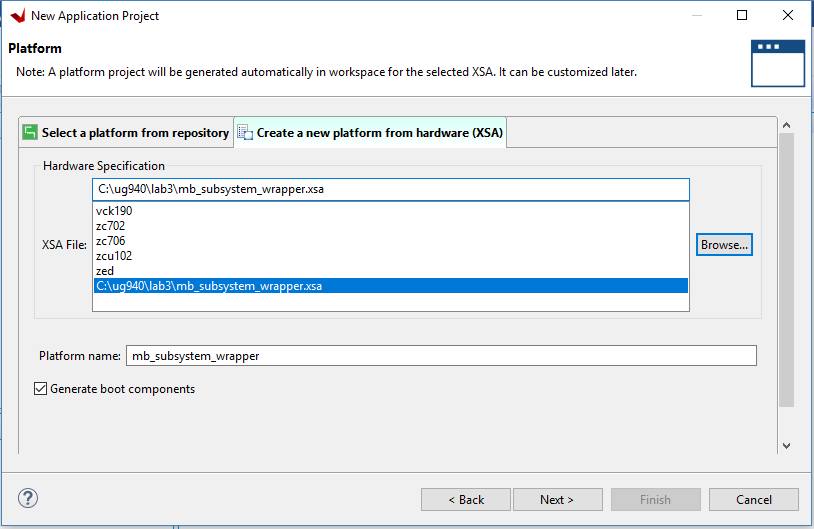 New Application Project
Platform
Note: A platform project will be generated automatically in workspace for the selected XSA. It can be customized later.
Select a platform from repository
Create a new platform from hardware (XSA)
Hardware Specification
C:\ug940\lab3\mb_subsystem_wrapper.xsa
vck190
zc702
zc706
zcu102
zed
C:\ug940\lab3\mb_subsystem_wrapper.xsa
XSA File:
Browse...
Platform name: mb_subsystem_wrapper
Generate boot components
?
< Back
Next >
Finish
Cancel